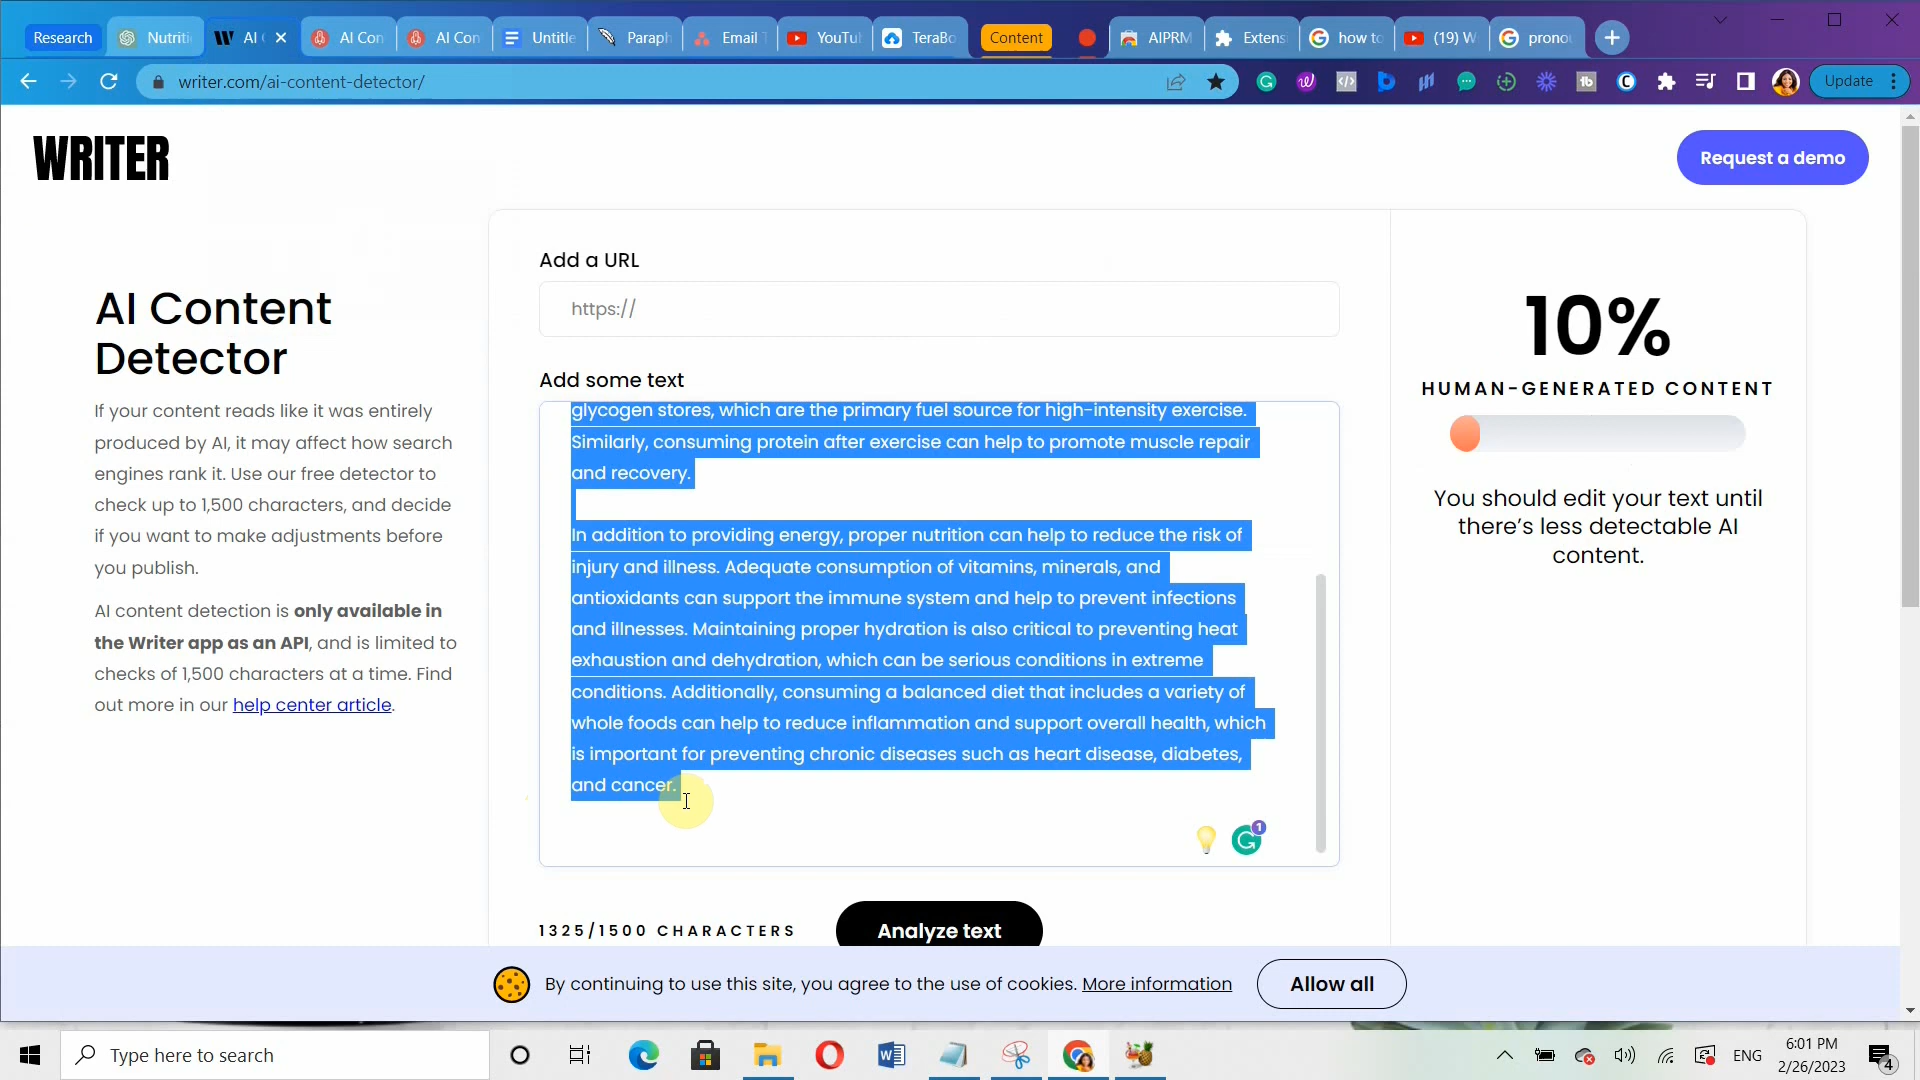 Research
Nutriti
AI
AI Con
AI Con
Untitle
Paraph
Email T
YouTu
TeraBo
Content
AIPRM
Extens
how to
(19) W
prono
writer.com/ai-content-detector/
Update
WRITER
Request a demo
AI Content
Detector
If your content reads like it was entirely
produced by AI, it may affect how search
engines rank it. Use our free detector to
check up to 1,500 characters, and decide
if you want to make adjustments before
you publish.
AI content detection is only available in
the Writer app as an API, and is limited to
checks of 1,500 characters at a time. Find
out more in our help center article.
Add a URL
https://
Add some text
glycogen stores, which are the primary fuel source for high-intensity exercise.
Similarly, consuming protein after exercise can help to promote muscle repair
and recovery.
In addition to providing energy, proper nutrition can help to reduce the risk of
injury and illness. Adequate consumption of vitamins, minerals, and
antioxidants can support the immune system and help to prevent infections
and illnesses. Maintaining proper hydration is also critical to preventing heat
exhaustion and dehydration, which can be serious conditions in extreme
conditions. Additionally, consuming a balanced diet that includes a variety of
whole foods can help to reduce inflammation and support overall health, which
is important for preventing chronic diseases such as heart disease, diabetes,
and cancer.
1
1325/1500 CHARACTERS
Analyze text
10%
HUMAN-GENERATED CONTENT
You should edit your text until
there's less detectable AI
content.
By continuing to use this site, you agree to the use of cookies. More information
Allow all
Type here to search
ENG
6:01 PM
2/26/2023
4